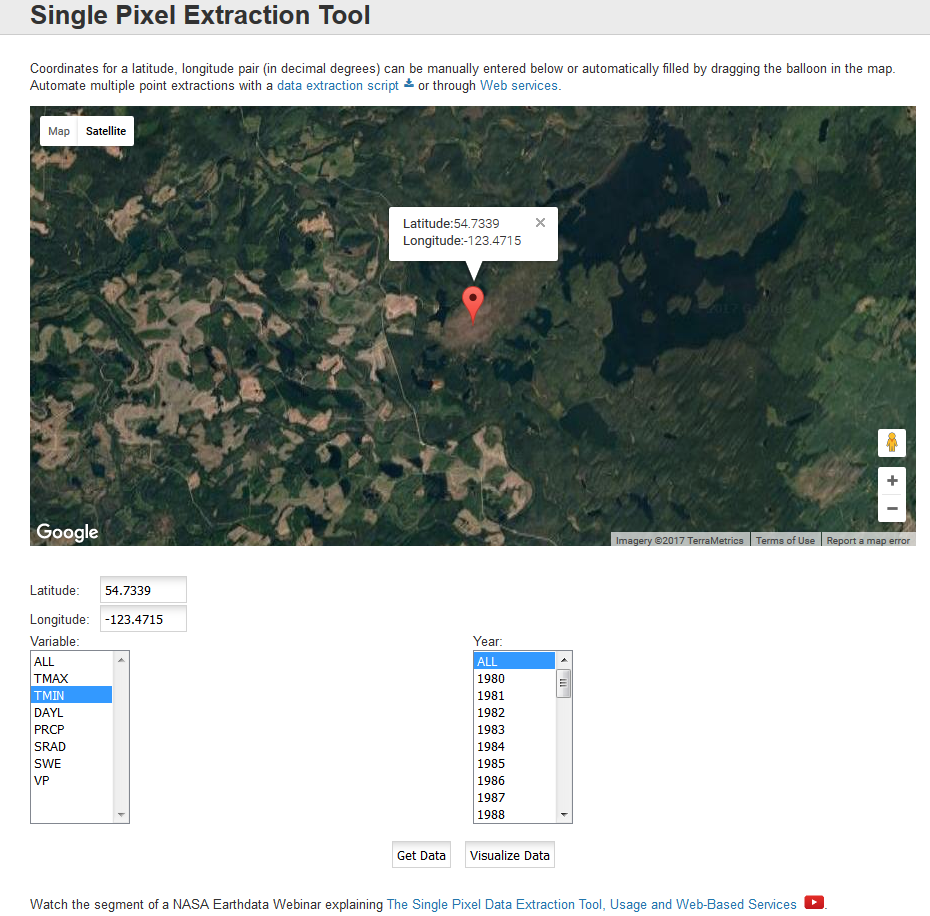 Single Pixel Extraction Tool
Coordinates for a latitude, longitude pair (in decimal degrees) can be manually entered below or automatically filled by dragging the balloon in the map.
Automate multiple point extractions with a data extraction script or through Web services.
Map Satellite
Latitude:54.7339
Longitude:-123.4715
Google
Imagery ©2017 TerraMetrics Terms of Use Report a map error
Latitude: 54.7339
Longitude: -123.4715
Variable: Year:
ALL ALL
TMAX 1980
TMIN 1981
DAYL 1982
PRCP 1983
SRAD 1984
SWE 1985
VP 1986
1987
1988
Get Data Visualize Data
Watch the segment of a NASA Earthdata Webinar explaining The Single Pixel Data Extraction Tool, Usage and Web-Based Services .